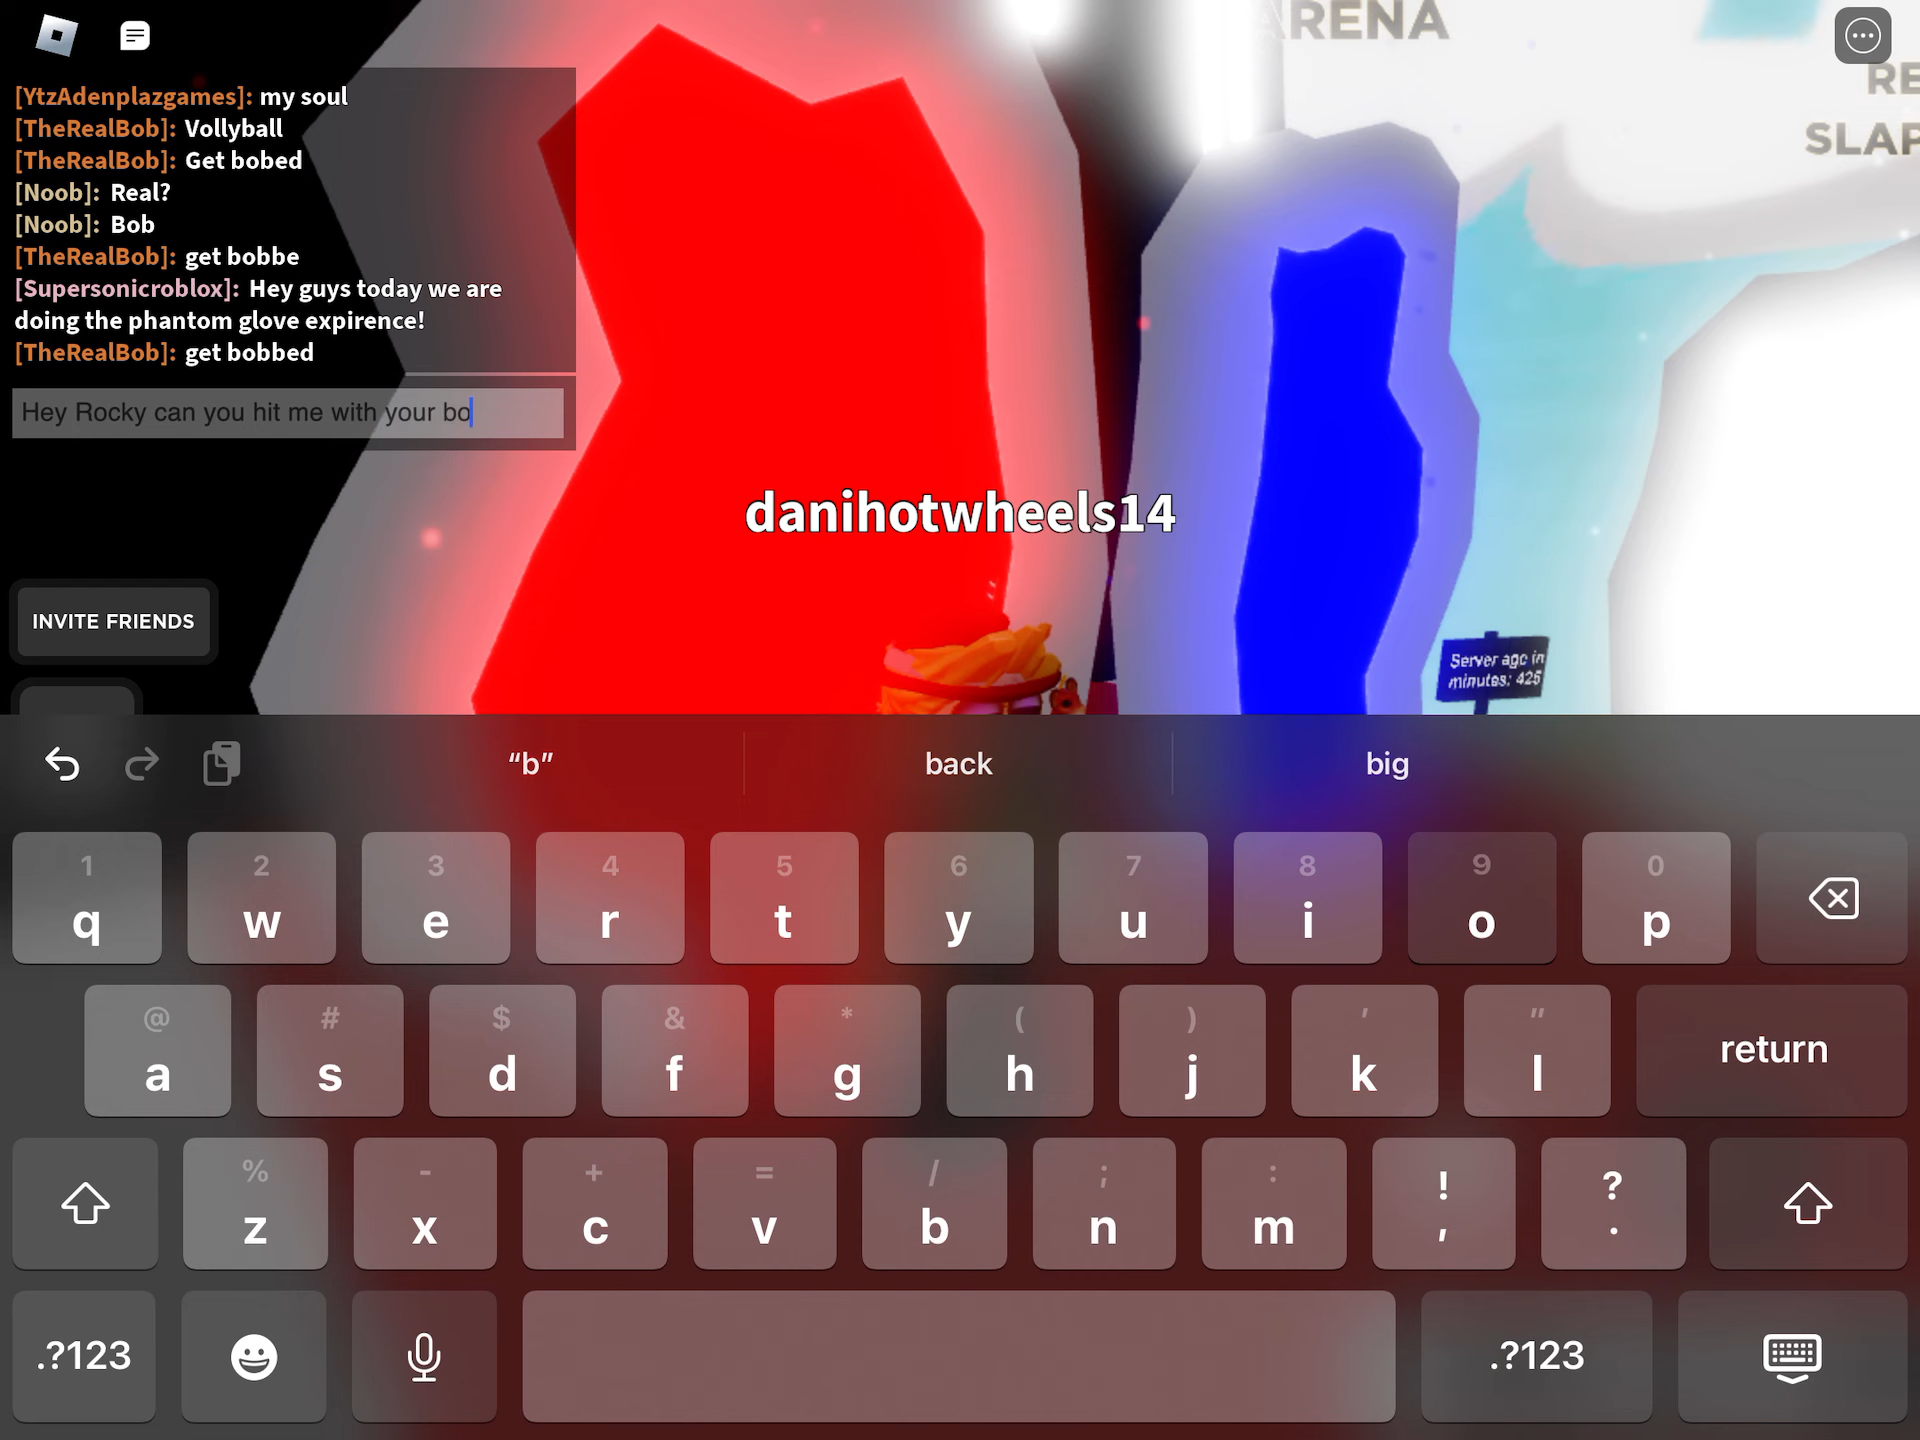 ARENA
RE
SLAP
[YtzAdenplazgames]: my soul
[TheRealBob]: Vollyball
[TheRealBob]: Get bobed
[Noob]: Real?
[Noob]: Bob
[TheRealBob]: get bobbe
[Supersonicroblox]: Hey guys today we are
doing the phantom glove expirence!
[TheRealBob]: get bobbed
Hey Rocky can you hit me with your bo
danihotwheels14
INVITE FRIENDS
Server age in
minutes: 425
“b” back big
1 2 3 4 5 6 7 8 9 0
q w e r t y u i o p
@ # $ & * ( ) ' "
a s d f g h j k l return
% - + = / ; : ! ?
z x c v b n m , .
.?123 .?123